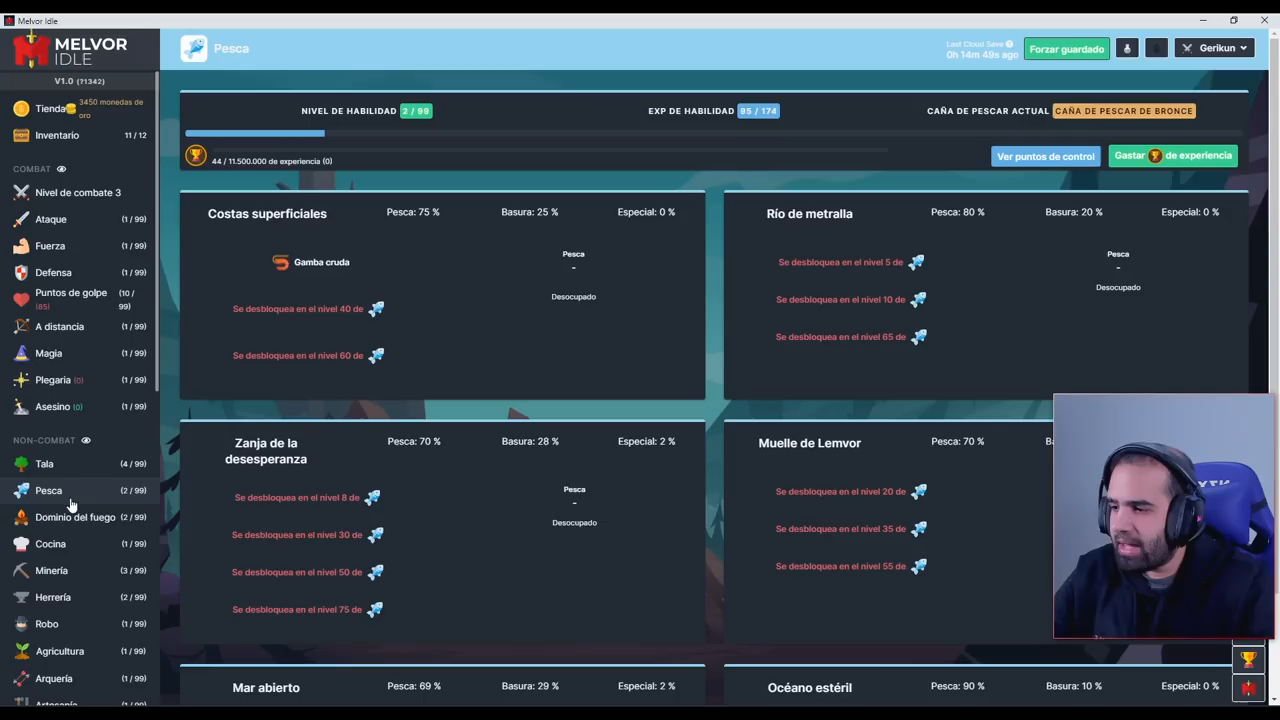 Melvor Idle
MELVOR
IDLE
V1.0 (71342)
Tienda 3450 monedas de
oro
Inventario 11 / 12
COMBAT
Nivel de combate 3
Ataque (1 / 99)
Fuerza (1 / 99)
Defensa (1 / 99)
Puntos de golpe (10 /
(85) 99)
A distancia (1 / 99)
Magia (1 / 99)
Plegaria (0) (1 / 99)
Asesino (0) (1 / 99)
NON-COMBAT
Tala (4 / 99)
Pesca (2 / 99)
Dominio del fuego (2 / 99)
Cocina (1 / 99)
Minería (3 / 99)
Herrería (2 / 99)
Robo (1 / 99)
Agricultura (1 / 99)
Arquería (1 / 99)
Artesanía
Pesca
Last Cloud Save
0h 14m 49s ago
Forzar guardado
Gerikun
NIVEL DE HABILIDAD 2 / 99
EXP DE HABILIDAD 95 / 174
CAÑA DE PESCAR ACTUAL CAÑA DE PESCAR DE BRONCE
44 / 11.500.000 de experiencia (0)
Ver puntos de control
Gastar de experiencia
Costas superficiales Pesca: 75 % Basura: 25 % Especial: 0 %
Gamba cruda
Se desbloquea en el nivel 40 de
Se desbloquea en el nivel 60 de
Pesca
-
Desocupado
Río de metralla Pesca: 80 % Basura: 20 % Especial: 0 %
Se desbloquea en el nivel 5 de
Se desbloquea en el nivel 10 de
Se desbloquea en el nivel 65 de
Pesca
-
Desocupado
Zanja de la
desesperanza
Pesca: 70 % Basura: 28 % Especial: 2 %
Se desbloquea en el nivel 8 de
Se desbloquea en el nivel 30 de
Se desbloquea en el nivel 50 de
Se desbloquea en el nivel 75 de
Pesca
-
Desocupado
Muelle de Lemvor Pesca: 70 %
Se desbloquea en el nivel 20 de
Se desbloquea en el nivel 35 de
Se desbloquea en el nivel 55 de
Mar abierto Pesca: 69 % Basura: 29 % Especial: 2 %
Océano estéril Pesca: 90 % Basura: 10 % Especial: 0 %